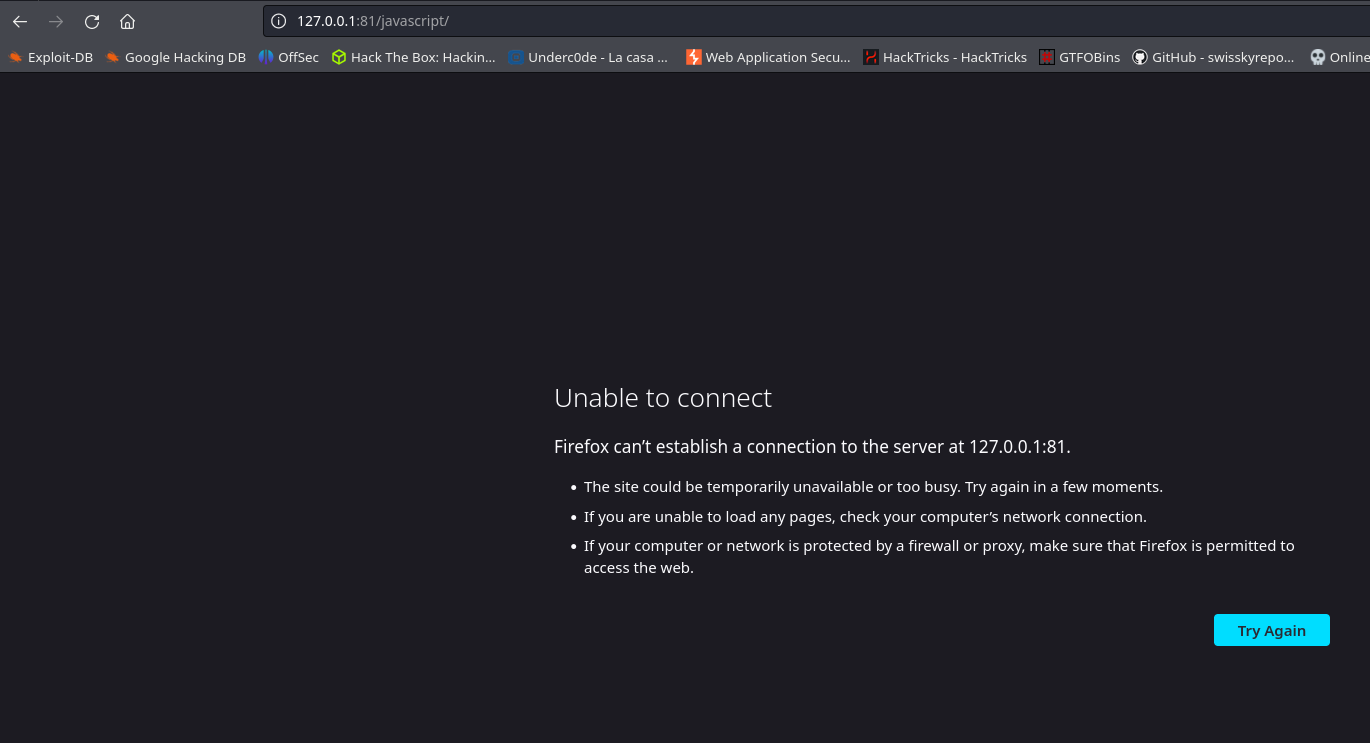 127.0.0.1:81/javascript/
Exploit-DB Google Hacking DB OffSec Hack The Box: Hackin... Underc0de - La casa ... Web Application Secu... HackTricks - HackTricks GTFOBins GitHub - swisskyrepo... Online
Unable to connect
Firefox can’t establish a connection to the server at 127.0.0.1:81.
• The site could be temporarily unavailable or too busy. Try again in a few moments.
• If you are unable to load any pages, check your computer’s network connection.
• If your computer or network is protected by a firewall or proxy, make sure that Firefox is permitted to
access the web.
Try Again